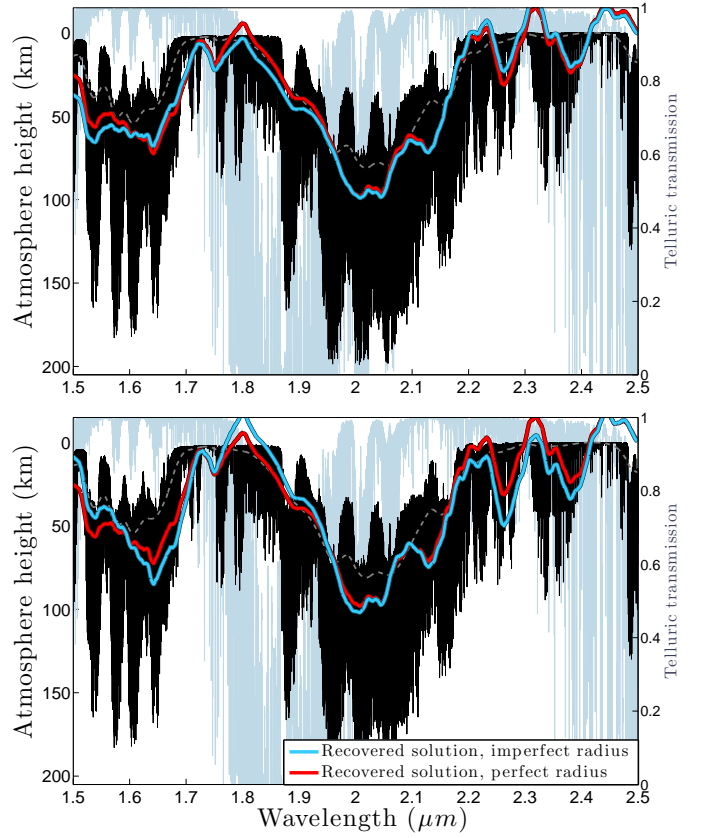 0
50
100
150
200
Atmosphere height (km)
1
0.8
0.6
0.4
0.2
0
Telluric transmission
1.5 1.6 1.7 1.8 1.9 2 2.1 2.2 2.3 2.4 2.5
0
50
100
150
200
Atmosphere height (km)
1
0.8
0.6
0.4
0.2
0
Telluric transmission
Recovered solution, imperfect radius
Recovered solution, perfect radius
1.5 1.6 1.7 1.8 1.9 2 2.1 2.2 2.3 2.4 2.5
Wavelength (μm)